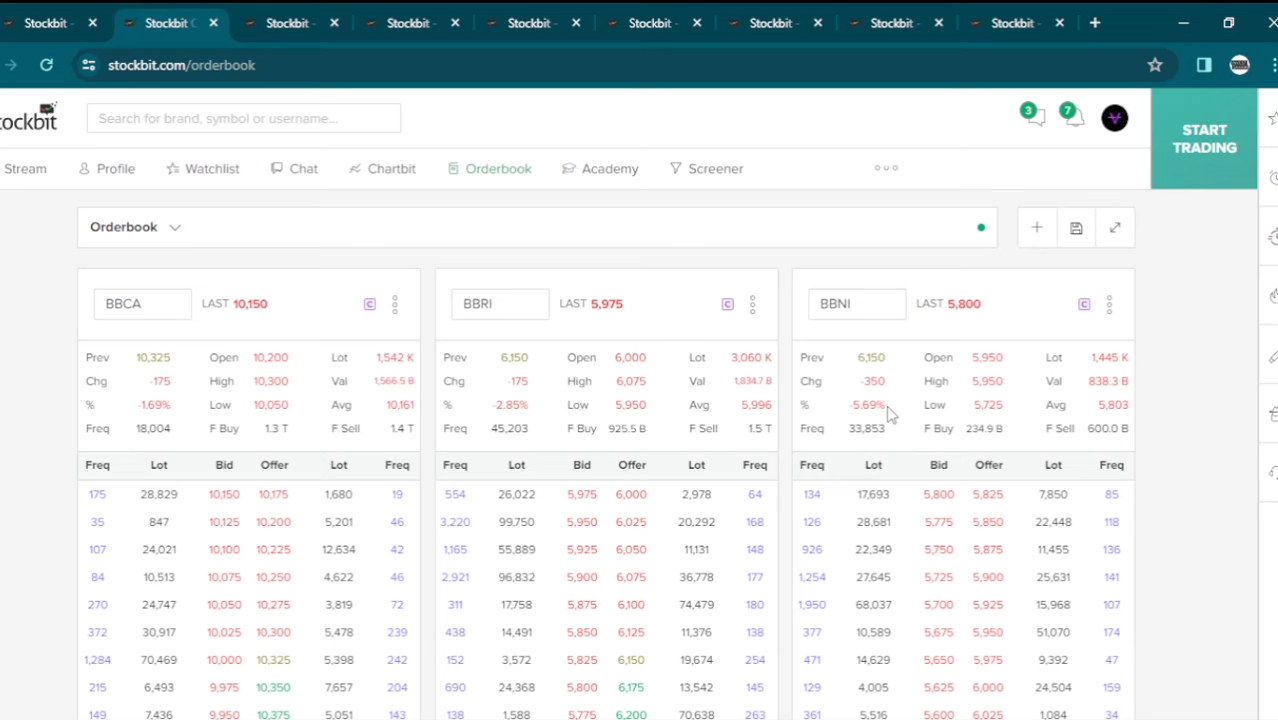 Stockbit - Stockbit Stockbit - Stockbit - Stockbit - Stockbit - Stockbit - Stockbit - Stockbit -
stockbit.com/orderbook
tockbit Search for brand, symbol or username... 3 7 START
TRADING
Stream Profile Watchlist Chat Chartbit Orderbook Academy Screener
Orderbook
BBCA LAST 10,150 C BBRI LAST 5,975 C BBNI LAST 5,800 C
Prev 10,325 Open 10,200 Lot 1,542 K Prev 6,150 Open 6,000 Lot 3,060 K Prev 6,150 Open 5,950 Lot 1,445 K
Chg -175 High 10,300 Val 1,566.5 B Chg -175 High 6,075 Val 1,834.7 B Chg -350 High 5,950 Val 838.3 B
% -1.69% Low 10,050 Avg 10,161 % -2.85% Low 5,950 Avg 5,996 % -5.69% Low 5,725 Avg 5,803
Freq 18,004 F Buy 1.3 T F Sell 1.4 T Freq 45,203 F Buy 925.5 B F Sell 1.5 T Freq 33,853 F Buy 234.9 B F Sell 600.0 B
Freq Lot Bid Offer Lot Freq Freq Lot Bid Offer Lot Freq Freq Lot Bid Offer Lot Freq
175 28,829 10,150 10,175 1,680 19 554 26,022 5,975 6,000 2,978 64 134 17,693 5,800 5,825 7,850 85
35 847 10,125 10,200 5,201 46 3,220 99,750 5,950 6,025 20,292 168 126 28,681 5,775 5,850 22,448 118
107 24,021 10,100 10,225 12,634 42 1,165 55,889 5,925 6,050 11,131 148 926 22,349 5,750 5,875 11,455 136
84 10,513 10,075 10,250 4,622 46 2,921 96,832 5,900 6,075 36,778 177 1,254 27,645 5,725 5,900 25,631 141
270 24,747 10,050 10,275 3,819 72 311 17,758 5,875 6,100 74,479 180 1,950 68,037 5,700 5,925 15,968 107
372 30,917 10,025 10,300 5,478 239 438 14,491 5,850 6,125 11,376 138 377 10,589 5,675 5,950 51,070 174
1,284 70,469 10,000 10,325 5,398 242 152 3,572 5,825 6,150 19,674 254 471 14,629 5,650 5,975 9,392 47
215 6,493 9,975 10,350 7,657 204 690 24,368 5,800 6,175 13,542 145 129 4,005 5,625 6,000 24,504 159
149 7,436 9,950 10,375 5,051 143 138 1,588 5,775 6,200 70,638 263 361 5,516 5,600 6,025 1,084 34